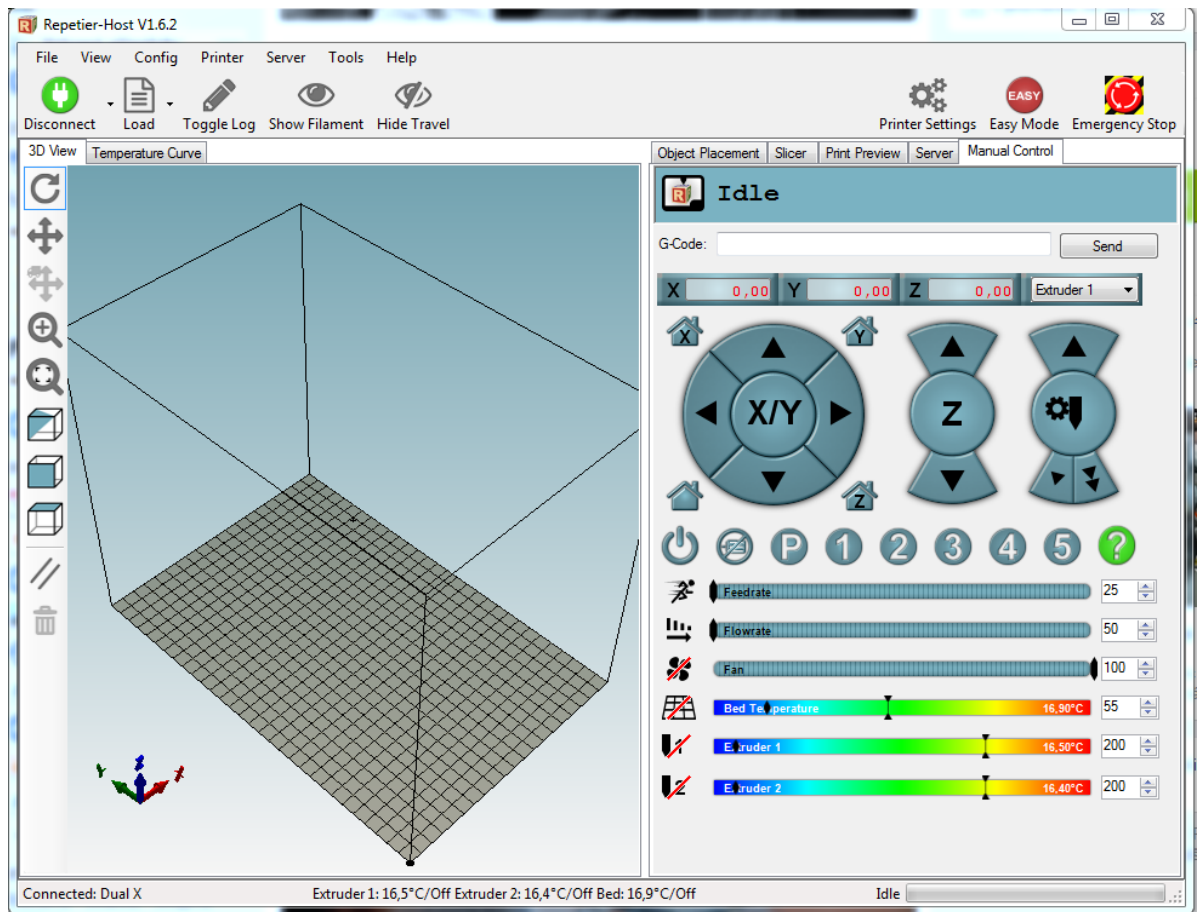 Repetier-Host V1.6.2
File View Config Printer Server Tools Help
Disconnect Load Toggle Log Show Filament Hide Travel Printer Settings EASY Easy Mode Emergency Stop
3D View Temperature Curve
Object Placement Slicer Print Preview Server Manual Control
R Idle
G-Code: Send
X 0,00 Y 0,00 Z 0,00 Extruder 1
X Y
X/Y Z
Z
P 1 2 3 4 5 ?
Feedrate 25
Flowrate 50
Fan 100
Bed Temperature 16,90°C 55
1 Extruder 1 16,50°C 200
2 Extruder 2 16,40°C 200
Y Z X
Connected: Dual X Extruder 1: 16,5°C/Off Extruder 2: 16,4°C/Off Bed: 16,9°C/Off Idle